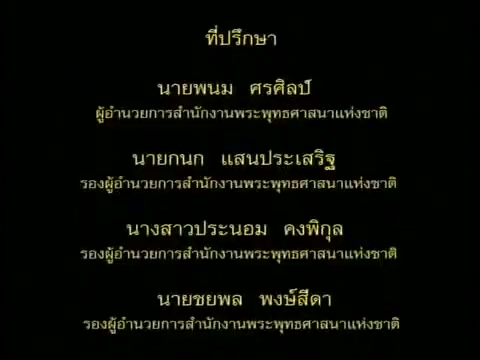 ที่ปรึกษา
นายพนม ศรศิลป์
ผู้อำนวยการสำนักงานพระพุทธศาสนาแห่งชาติ
นายกนก แสนประเสริฐ
รองผู้อำนวยการสำนักงานพระพุทธศาสนาแห่งชาติ
นางสาวประนอม คงพิกุล
รองผู้อำนวยการสำนักงานพระพุทธศาสนาแห่งชาติ
นายชยพล พงษ์สีดา
รองผู้อำนวยการสำนักงานพระพุทธศาสนาแห่งชาติ